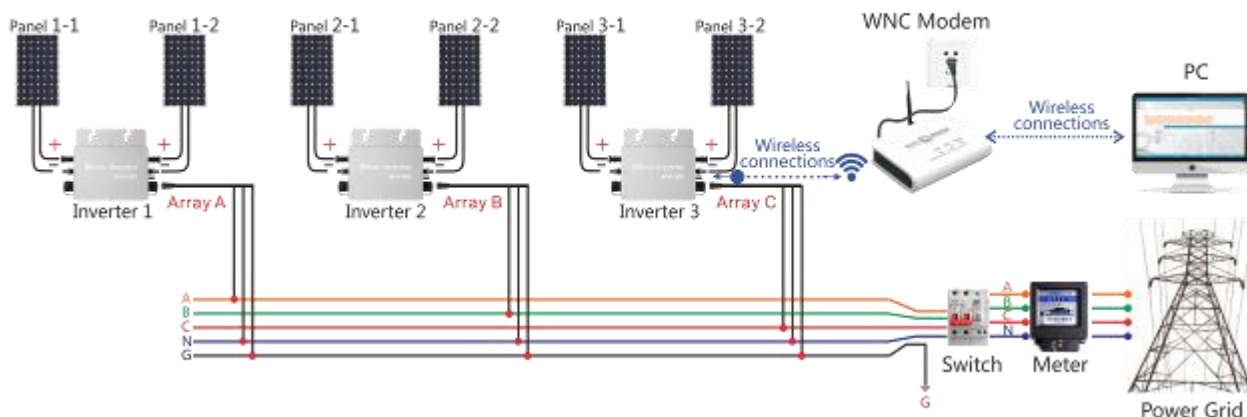 Panel 1-1
Panel 1-2
Panel 2-1
Panel 2-2
Panel 3-1
Panel 3-2
WNC Modem
PC
Wireless
connections
Wireless
connections
+
+
+
+
+
+
Inverter 1
Array A
Inverter 2
Array B
Inverter 3
Array C
A
B
C
N
G
A
B
C
N
G
Switch
Meter
Power Grid